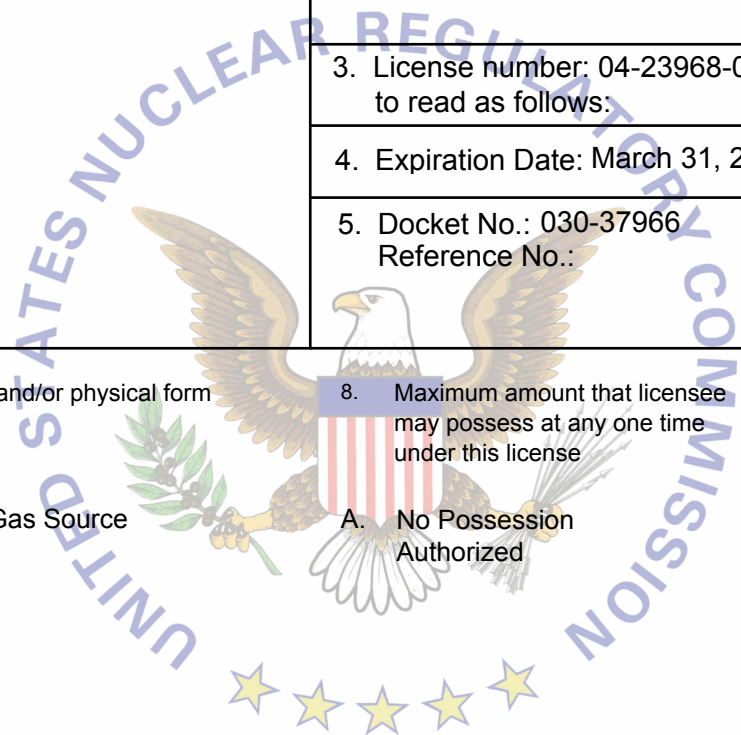 UNITED STATES NUCLEAR REGULATORY COMMISSION
3. License number: 04-23968-0
to read as follows:
4. Expiration Date: March 31, 2
5. Docket No.: 030-37966
Reference No.:
and/or physical form
8. Maximum amount that licensee
may possess at any one time
under this license
Gas Source
A. No Possession
Authorized